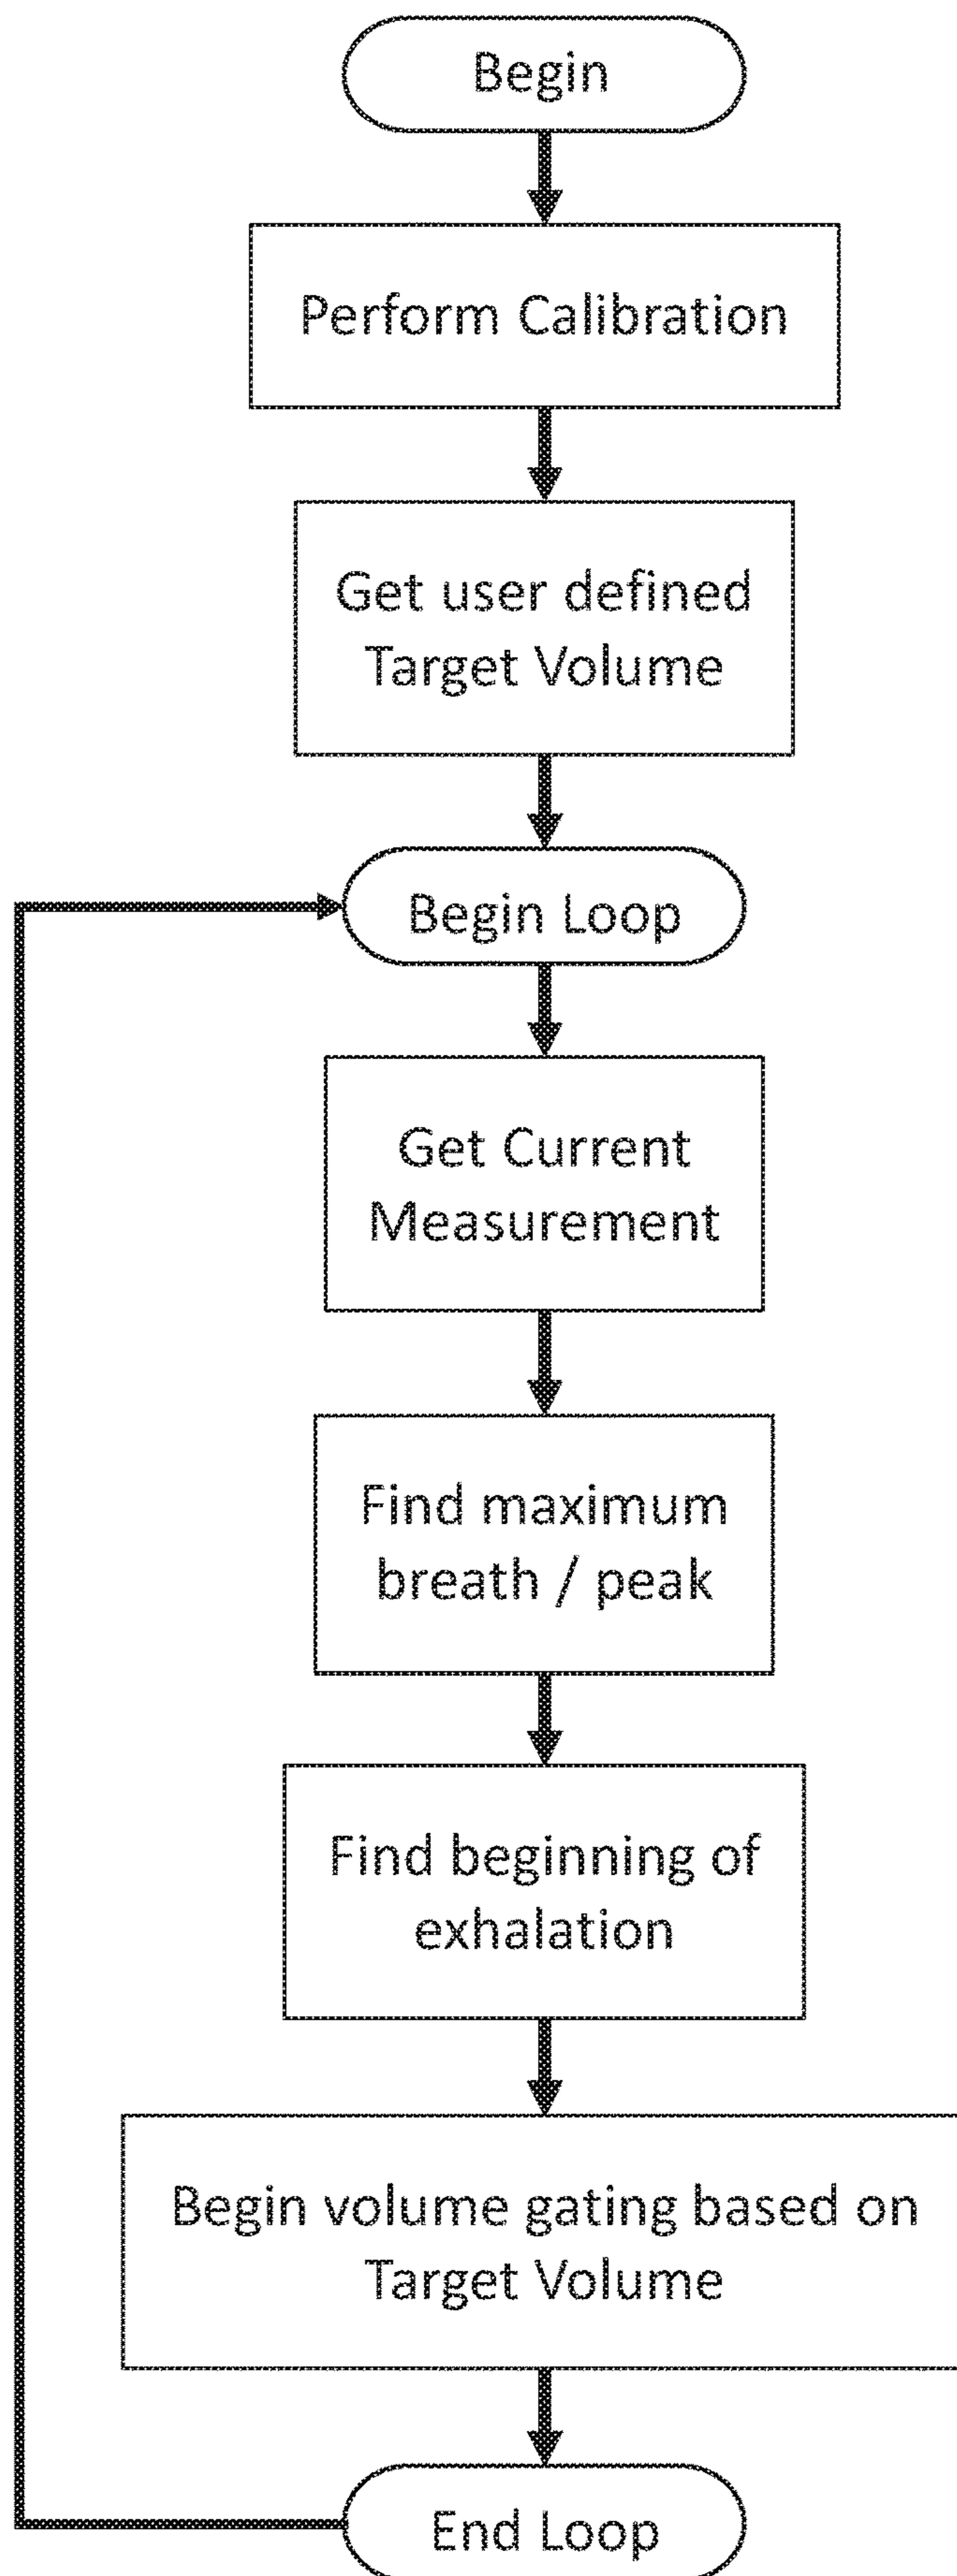 Begin
Perform Calibration
Get user defined
Target Volume
Begin Loop
Get Current
Measurement
Find maximum
breath / peak
Find beginning of
exhalation
Begin volume gating based on
Target Volume
End Loop